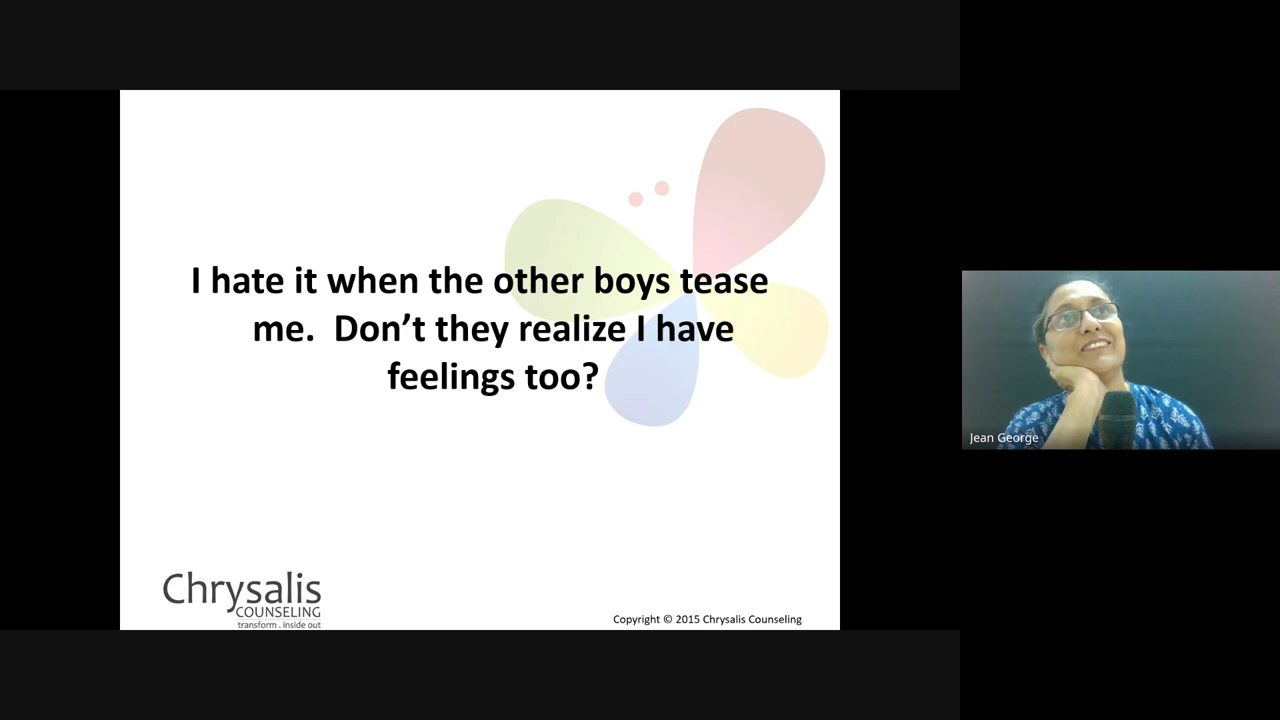 I hate it when the other boys tease
me.  Don’t they realize I have
feelings too?
Chrysalis
COUNSELING
transform . inside out
Copyright © 2015 Chrysalis Counseling
Jean George